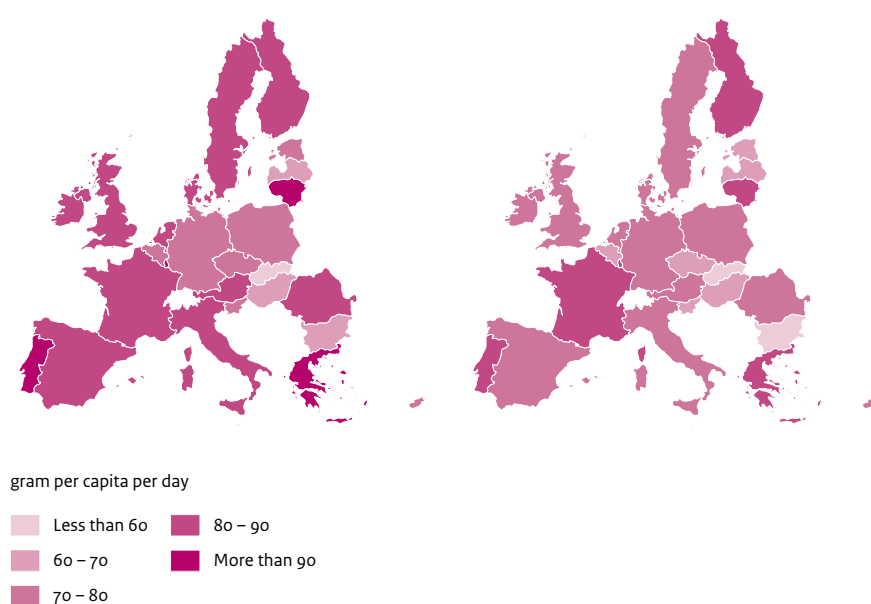 gram per capita per day
Less than 60
60 – 70
70 – 80
80 – 90
More than 90